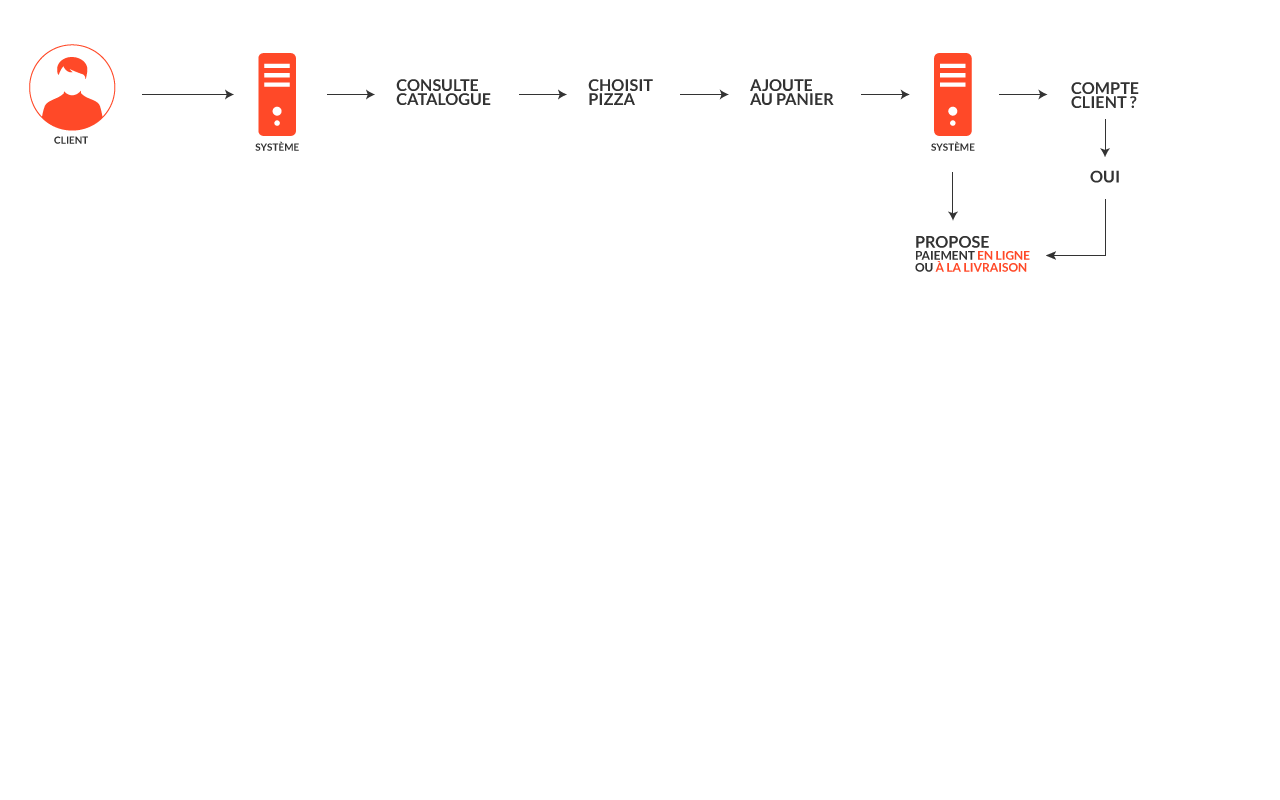 CLIENT
SYSTÈME
CONSULTE
CATALOGUE
CHOISIT
PIZZA
AJOUTE
AU PANIER
SYSTÈME
COMPTE
CLIENT ?
OUI
PROPOSE
PAIEMENT EN LIGNE
OU À LA LIVRAISON